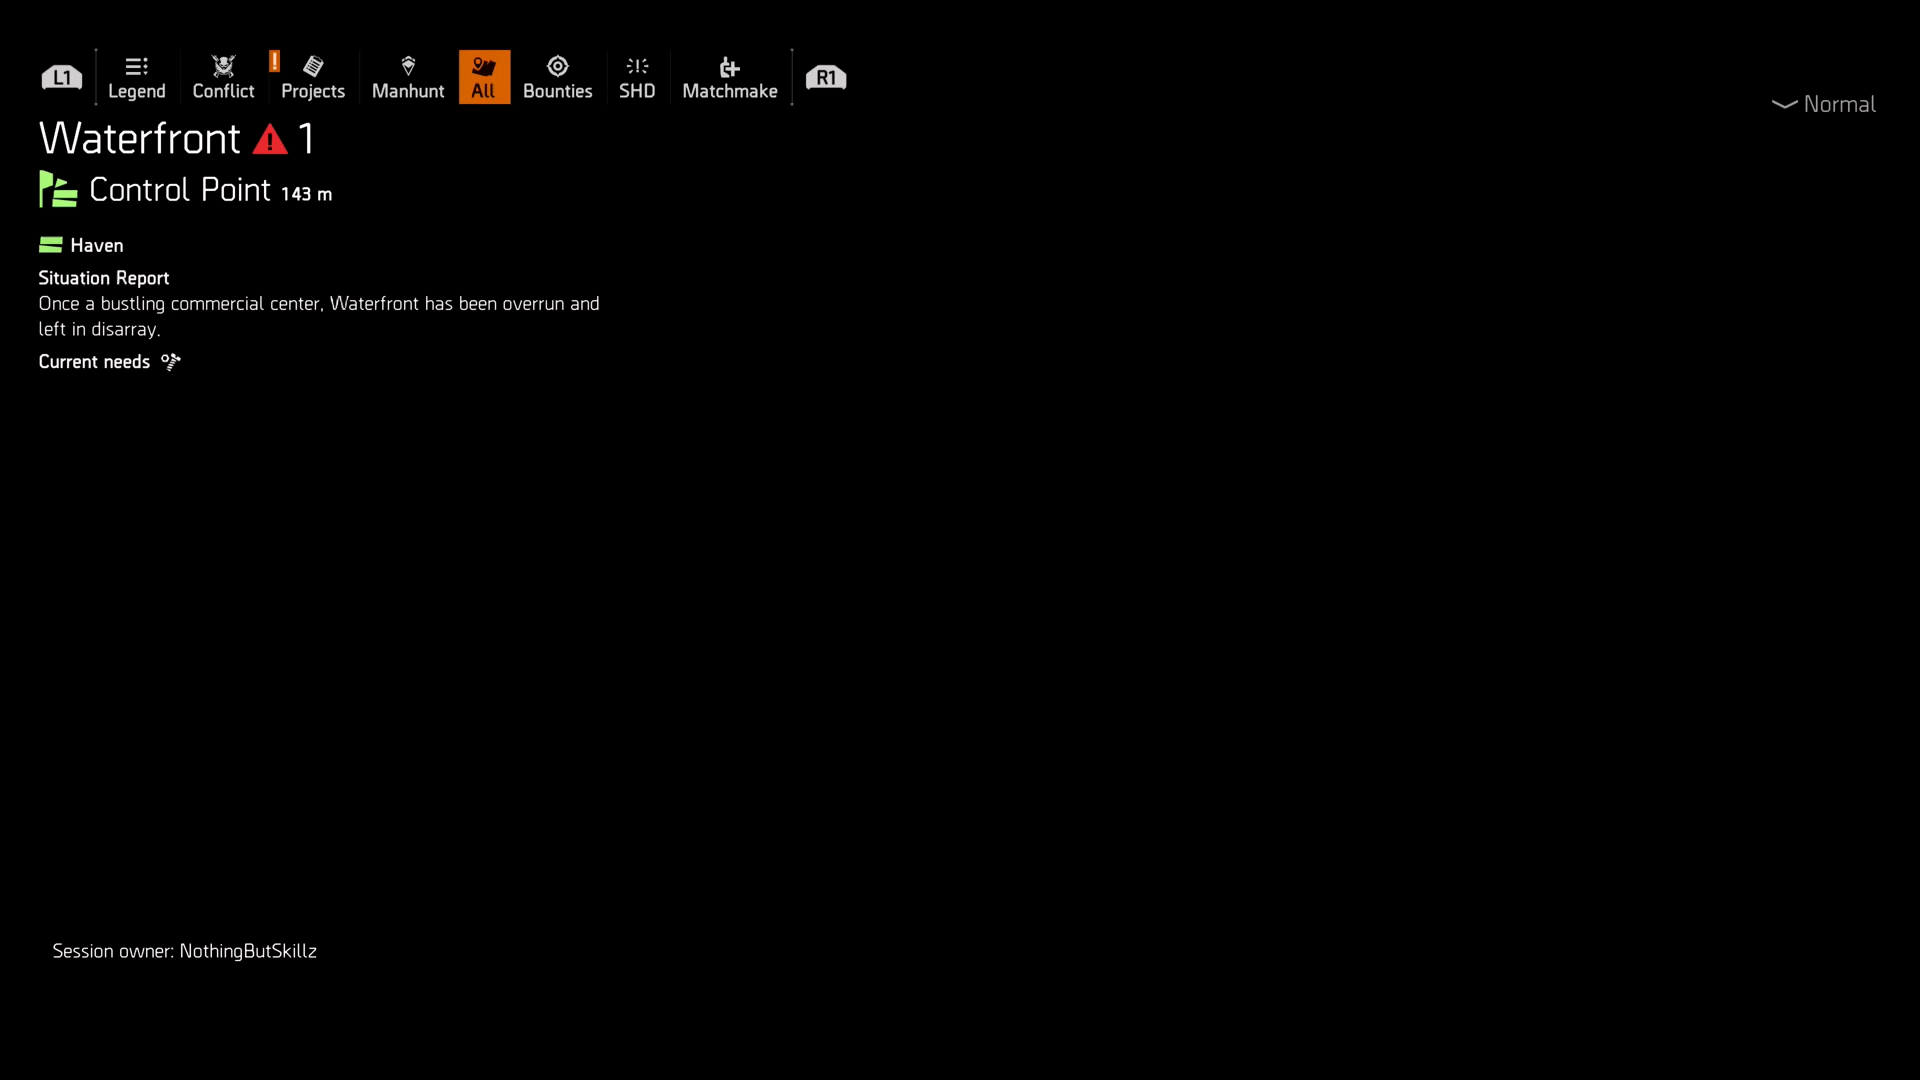 L1 Legend Conflict ! Projects Manhunt All Bounties SHD Matchmake R1
Normal
Waterfront ! 1
Control Point 143 m
Haven
Situation Report
Once a bustling commercial center, Waterfront has been overrun and
left in disarray.
Current needs
Session owner: NothingButSkillz